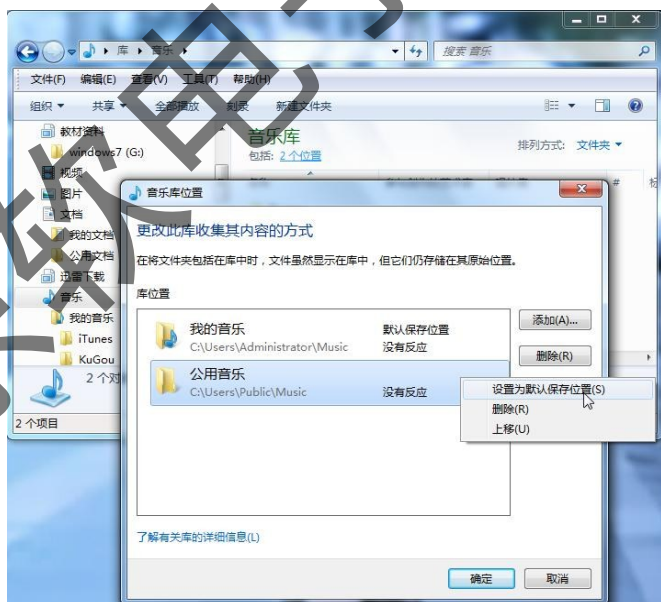 库 ▸ 音乐 ▸
搜索 音乐
文件(F) 编辑(E) 查看(V) 工具(T) 帮助(H)
组织 共享 全部播放 刻录 新建文件夹
教材资料
windows7 (G:)
视频
图片
文档
我的文档
公用文档
迅雷下载
音乐
我的音乐
iTunes
KuGou
音乐库
包括: 2 个位置
排列方式: 文件夹
#
2 个对
2 个项目
音乐库位置
更改此库收集其内容的方式
在将文件夹包括在库中时，文件虽然显示在库中，但它们仍存储在其原始位置。
库位置
我的音乐 默认保存位置
C:\Users\Administrator\Music 没有反应
公用音乐
C:\Users\Public\Music 没有反应
添加(A)...
删除(R)
设置为默认保存位置(S)
删除(R)
上移(U)
了解有关库的详细信息(L)
确定 取消